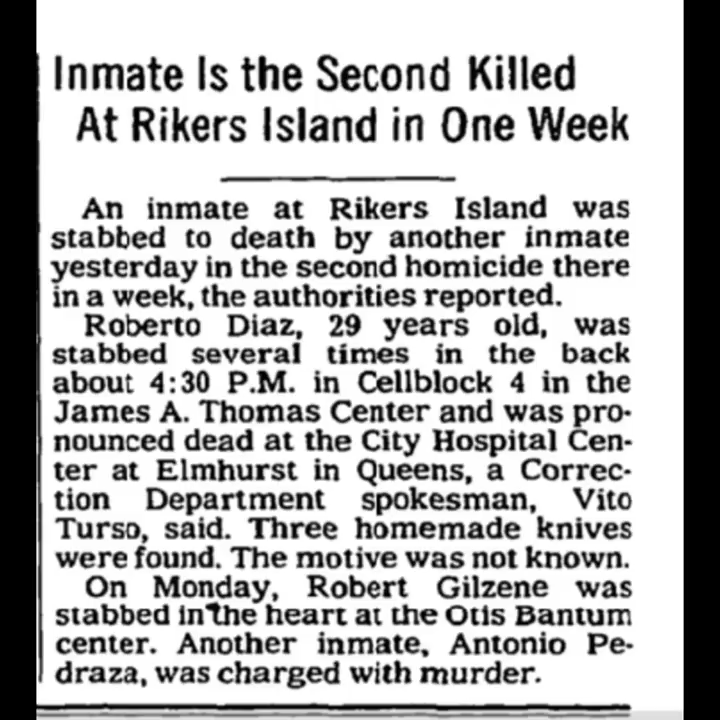 Inmate Is the Second Killed
At Rikers Island in One Week
An inmate at Rikers Island was
stabbed to death by another inmate
yesterday in the second homicide there
in a week, the authorities reported.
Roberto Diaz, 29 years old, was
stabbed several times in the back
about 4:30 P.M. in Cellblock 4 in the
James A. Thomas Center and was pro-
nounced dead at the City Hospital Cen-
ter at Elmhurst in Queens, a Correc-
tion Department spokesman, Vito
Turso, said. Three homemade knives
were found. The motive was not known.
On Monday, Robert Gilzene was
stabbed in the heart at the Otis Bantum
center. Another inmate, Antonio Pe-
draza, was charged with murder.